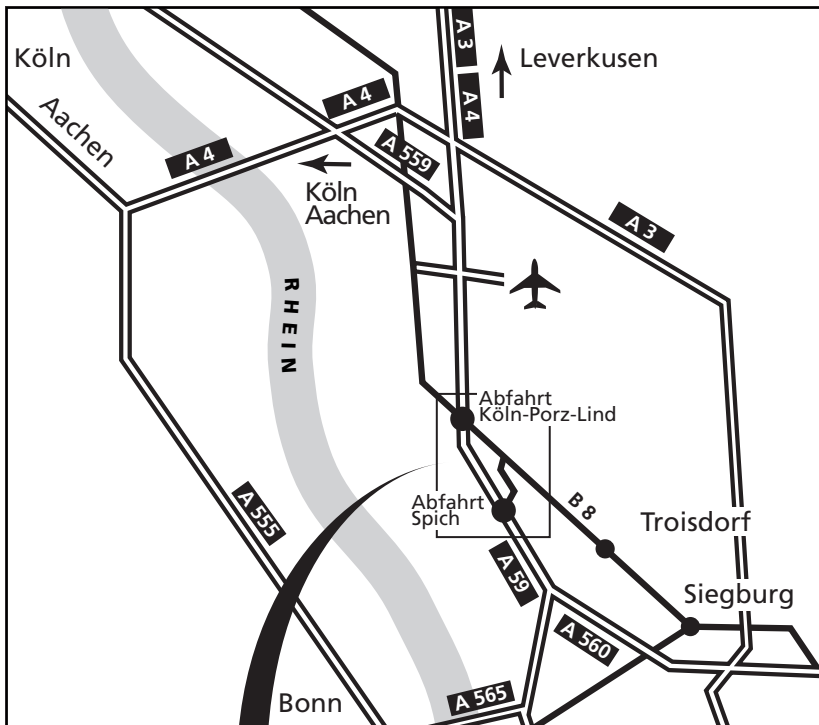 Köln
A 3
A 4
Leverkusen
Aachen
A 4
A 4
A 559
Köln
Aachen
A 3
RHEIN
Abfahrt
Köln-Porz-Lind
Abfahrt
Spich
B 8
A 555
Troisdorf
A 59
Siegburg
A 560
Bonn
A 565